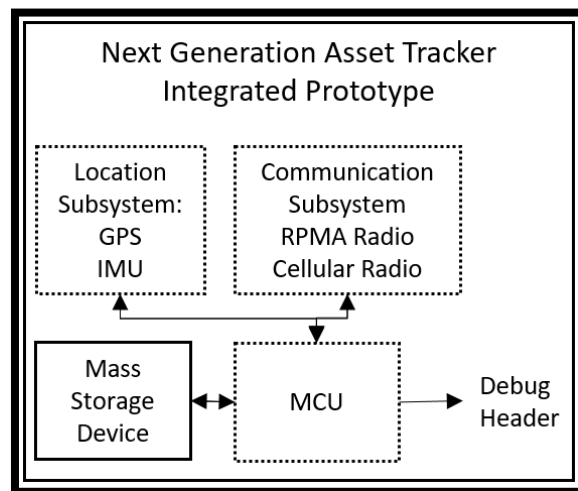 Next Generation Asset Tracker
Integrated Prototype
Location
Subsystem:
GPS
IMU
Communication
Subsystem
RPMA Radio
Cellular Radio
Mass
Storage
Device
MCU
Debug
Header